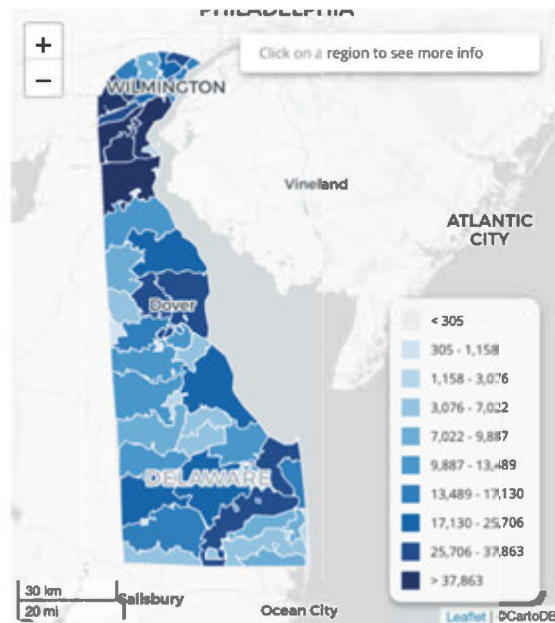 PHILADELPHIA
+
Click on a region to see more info
−
WILMINGTON
Vineland
ATLANTIC
CITY
Dover
< 305
305 - 1,158
1,158 - 3,076
3,076 - 7,022
7,022 - 9,887
9,887 - 13,489
DELAWARE
13,489 - 17,130
17,130 - 25,706
25,706 - 37,863
> 37,863
30 km
20 mi
Salisbury
Ocean City
Leaflet | ©CartoDB